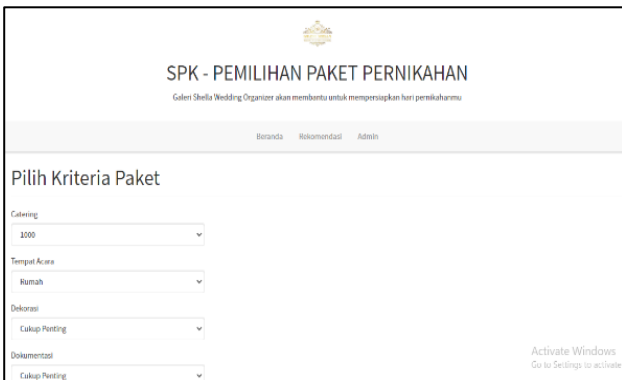 SPK - PEMILIHAN PAKET PERNIKAHAN
Galeri Shella Wedding Organizer akan membantu untuk mempersiapkan hari pernikahanmu
Beranda Rekomendasi Admin
Pilih Kriteria Paket
Catering
1000
Tempat Acara
Rumah
Dekorasi
Cukup Penting
Dokumentasi
Cukup Penting
Activate Windows
Go to Settings to activate